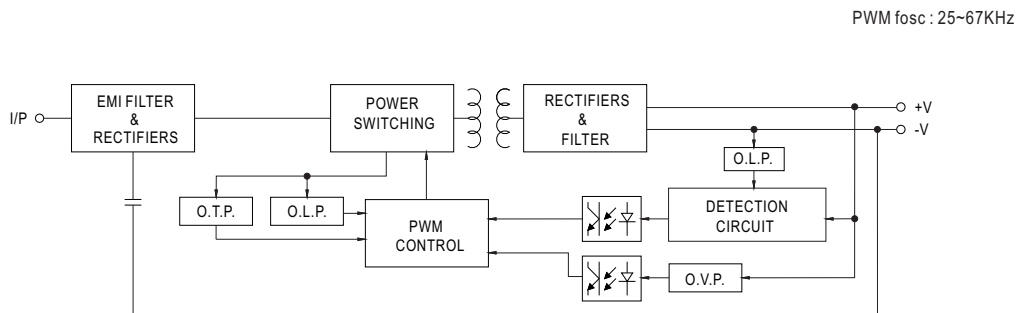 PWM fosc : 25~67KHz
I/P
EMI FILTER
&
RECTIFIERS
POWER
SWITCHING
RECTIFIERS
&
FILTER
+V
-V
O.L.P.
O.T.P.
O.L.P.
PWM
CONTROL
DETECTION
CIRCUIT
O.V.P.